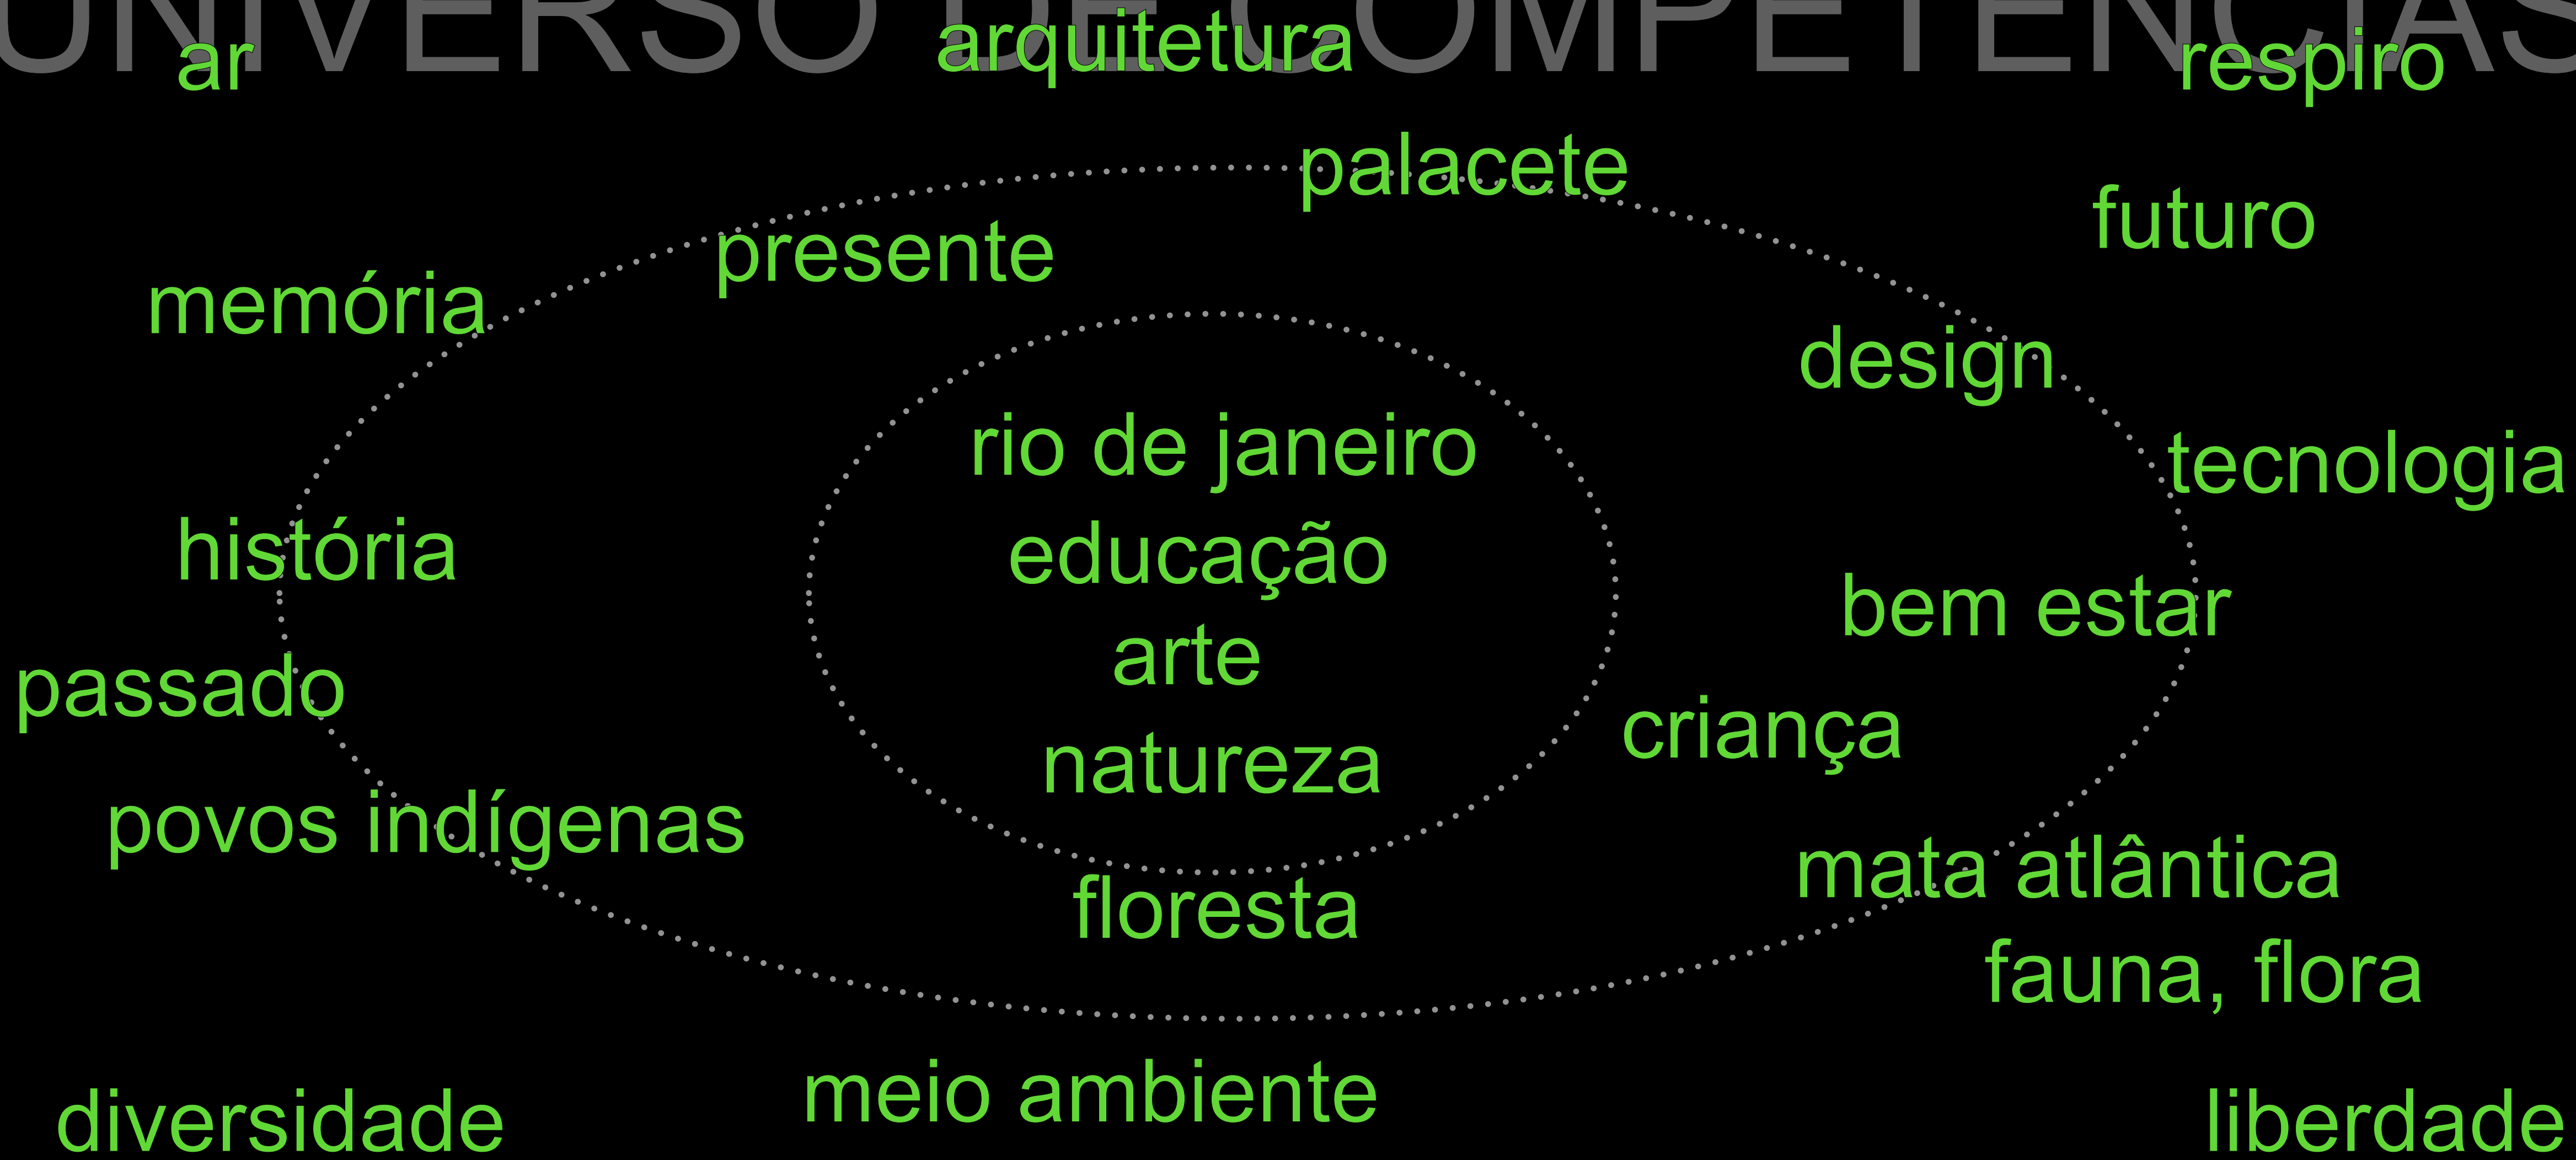 UNIVERSO DE COMPETÊNCIAS
ar
arquitetura
respiro
palacete
futuro
presente
memória
design
rio de janeiro
tecnologia
história
educação
bem estar
arte
passado
criança
natureza
povos indígenas
mata atlântica
floresta
fauna, flora
meio ambiente
diversidade
liberdade